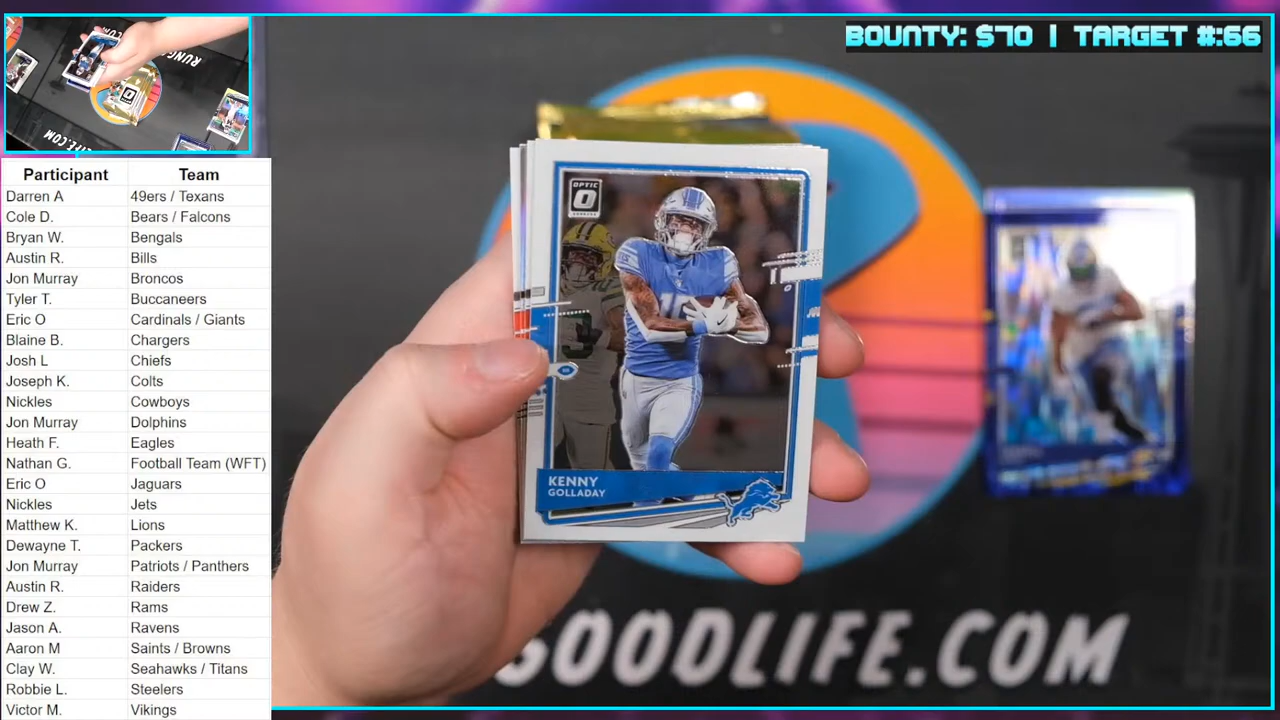 BOUNTY: $70 | TARGET #:66
RUNGOOD
.COM
Participant Team
Darren A 49ers / Texans
Cole D. Bears / Falcons
Bryan W. Bengals
Austin R. Bills
Jon Murray Broncos
Tyler T. Buccaneers
Eric O Cardinals / Giants
Blaine B. Chargers
Josh L Chiefs
Joseph K. Colts
Nickles Cowboys
Jon Murray Dolphins
Heath F. Eagles
Nathan G. Football Team (WFT)
Eric O Jaguars
Nickles Jets
Matthew K. Lions
Dewayne T. Packers
Jon Murray Patriots / Panthers
Austin R. Raiders
Drew Z. Rams
Jason A. Ravens
Aaron M Saints / Browns
Clay W. Seahawks / Titans
Robbie L. Steelers
Victor M. Vikings
OPTIC
KENNY
GOLLADAY
GOODLIFE.COM